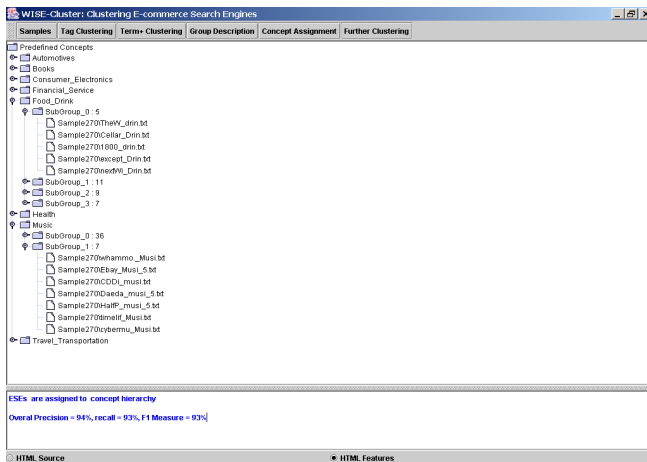 WISE-Cluster: Clustering E-commerce Search Engines
Samples Tag Clustering Term+ Clustering Group Description Concept Assignment Further Clustering
Predefined Concepts
Automotives
Books
Consumer_Electronics
Financial_Service
Food_Drink
SubGroup_0 : 5
Sample270\TheW_drin.txt
Sample270\Cellar_Drin.txt
Sample270\1800_drin.txt
Sample270\except_Drin.txt
Sample270\nextWi_Drin.txt
SubGroup_1 : 11
SubGroup_2 : 9
SubGroup_3 : 7
Health
Music
SubGroup_0 : 36
SubGroup_1 : 7
Sample270\whammo_Musi.txt
Sample270\Ebay_Musi_5.txt
Sample270\CDDi_musi.txt
Sample270\Daeda_musi_5.txt
Sample270\HalfP_musi_5.txt
Sample270\timelif_Musi.txt
Sample270\cybermu_Musi.txt
Travel_Transportation
ESEs are assigned to concept hierarchy
Overal Precision = 94%, recall = 93%, F1 Measure = 93%
HTML Source HTML Features